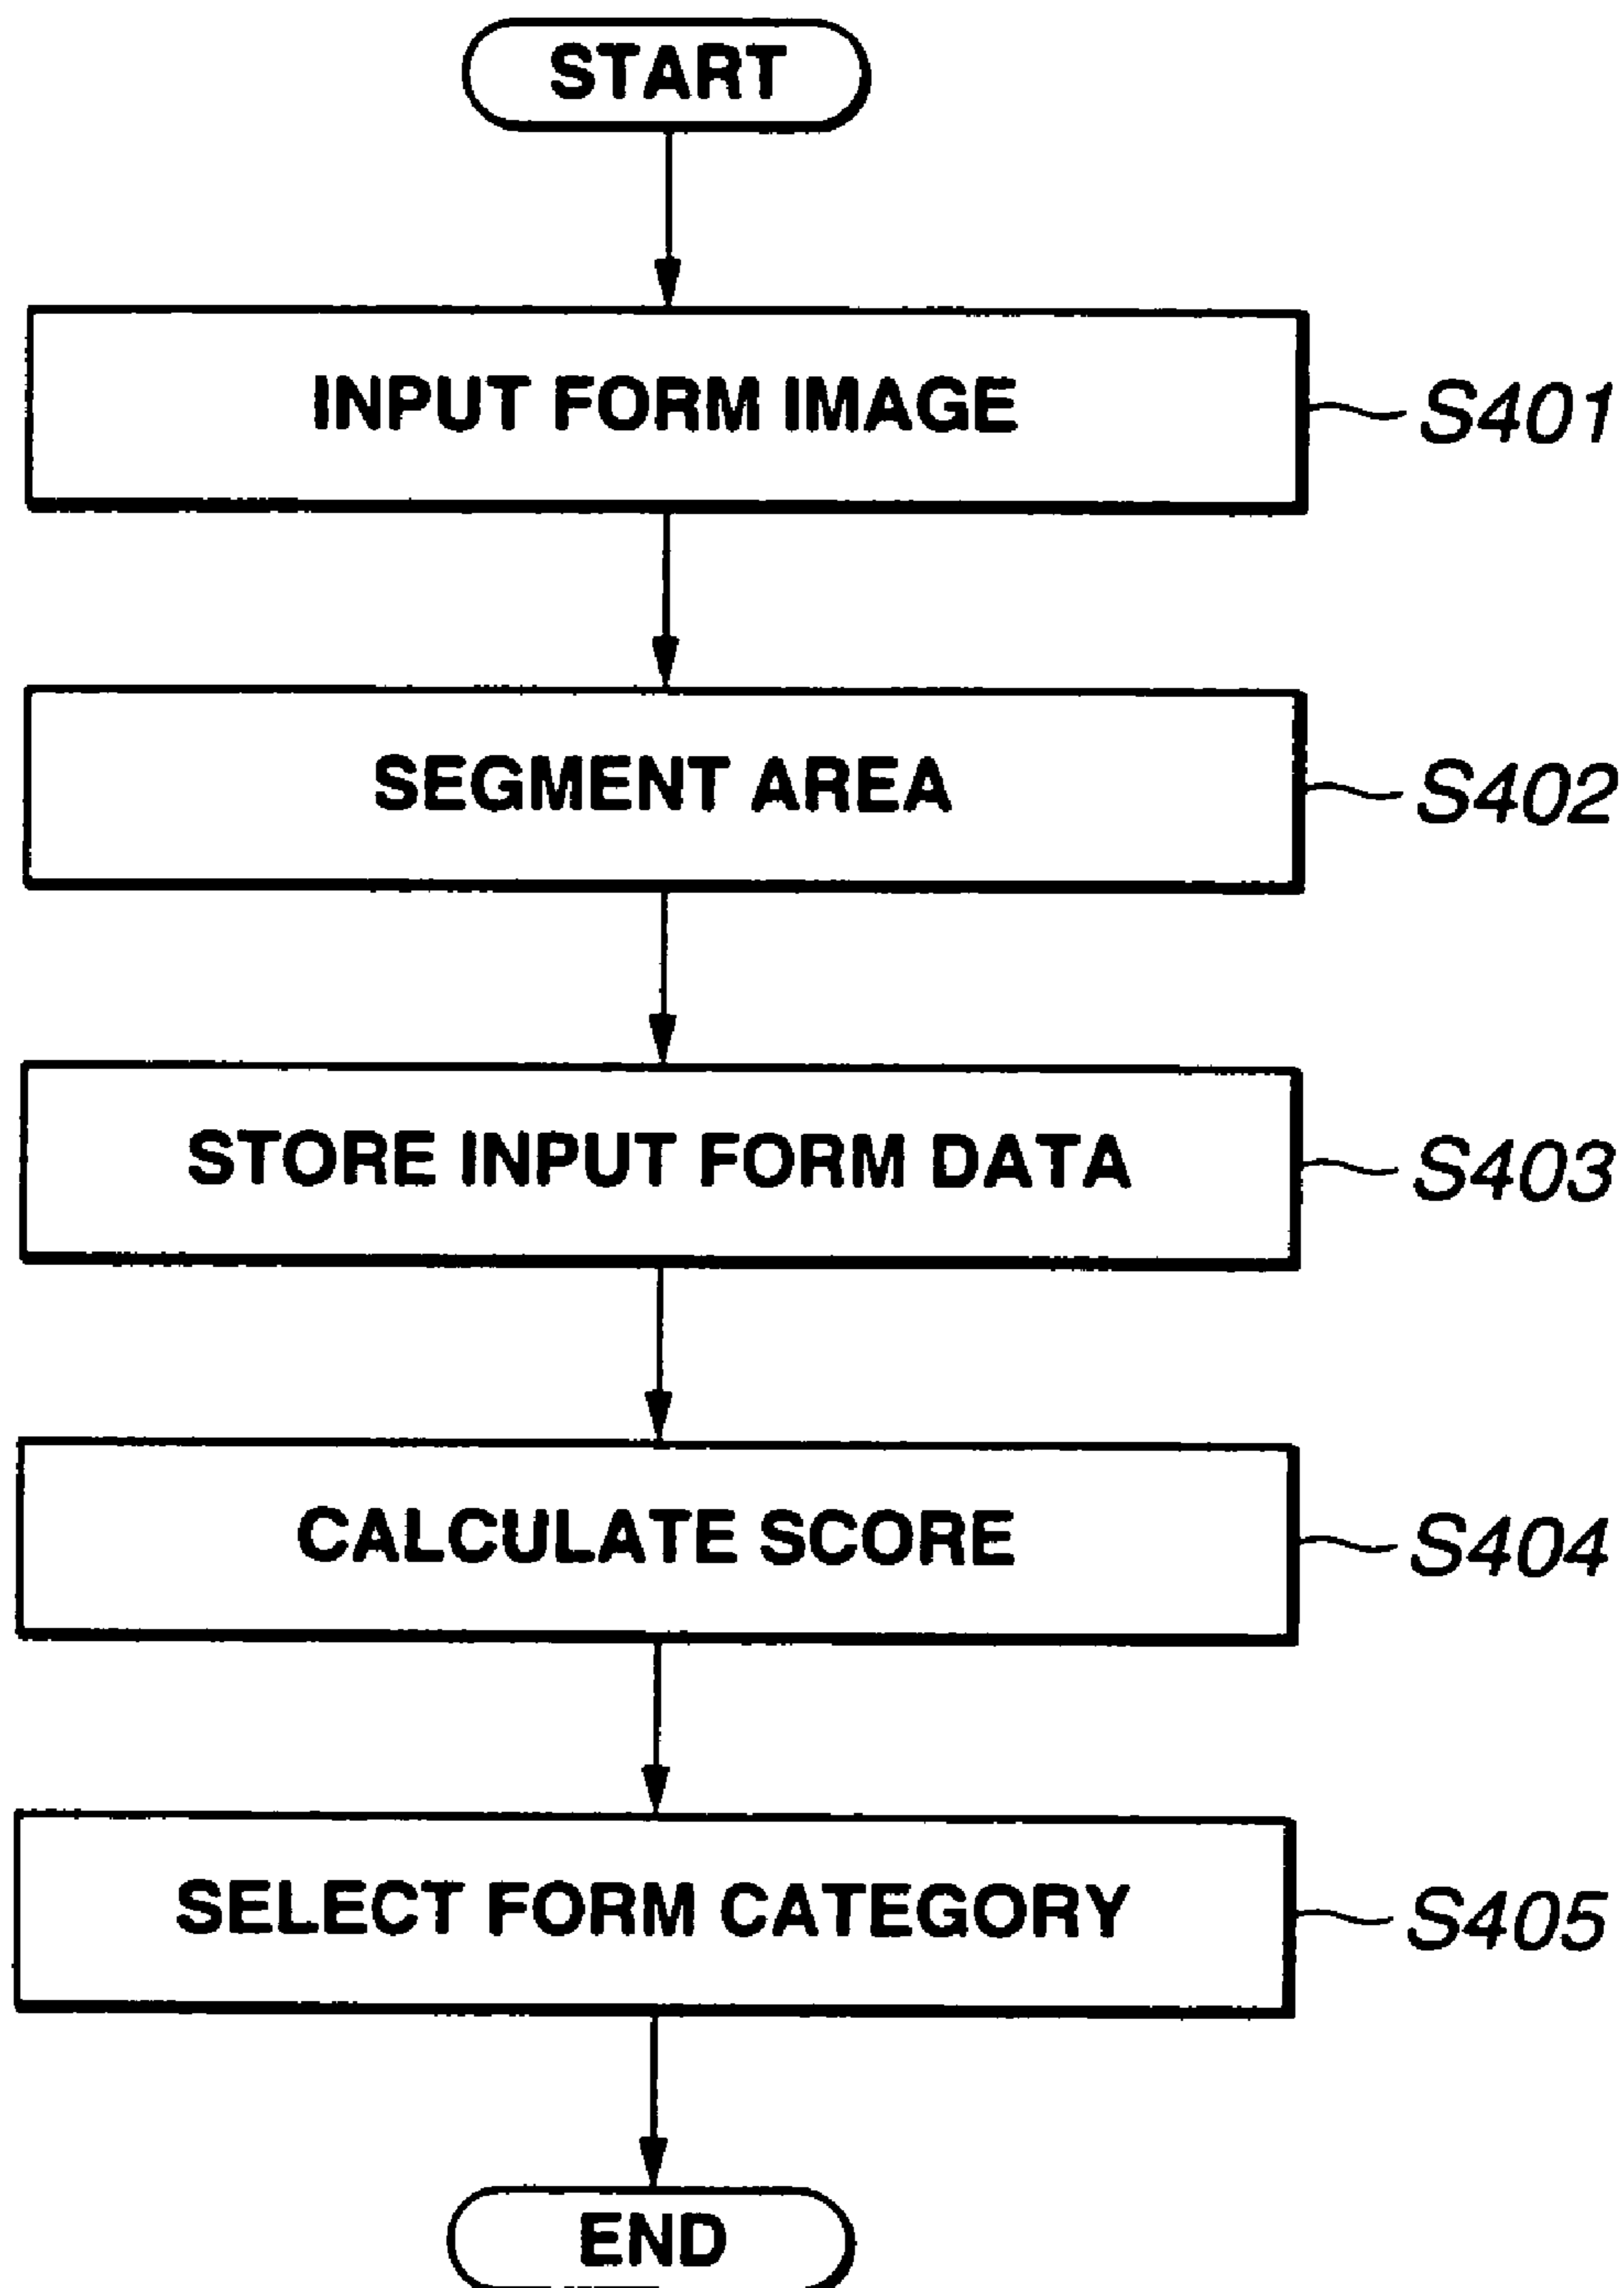 START
INPUT FORM IMAGE
S401
SEGMENT AREA
S402
STORE INPUT FORM DATA
S403
CALCULATE SCORE
S404
SELECT FORM CATEGORY
S405
END